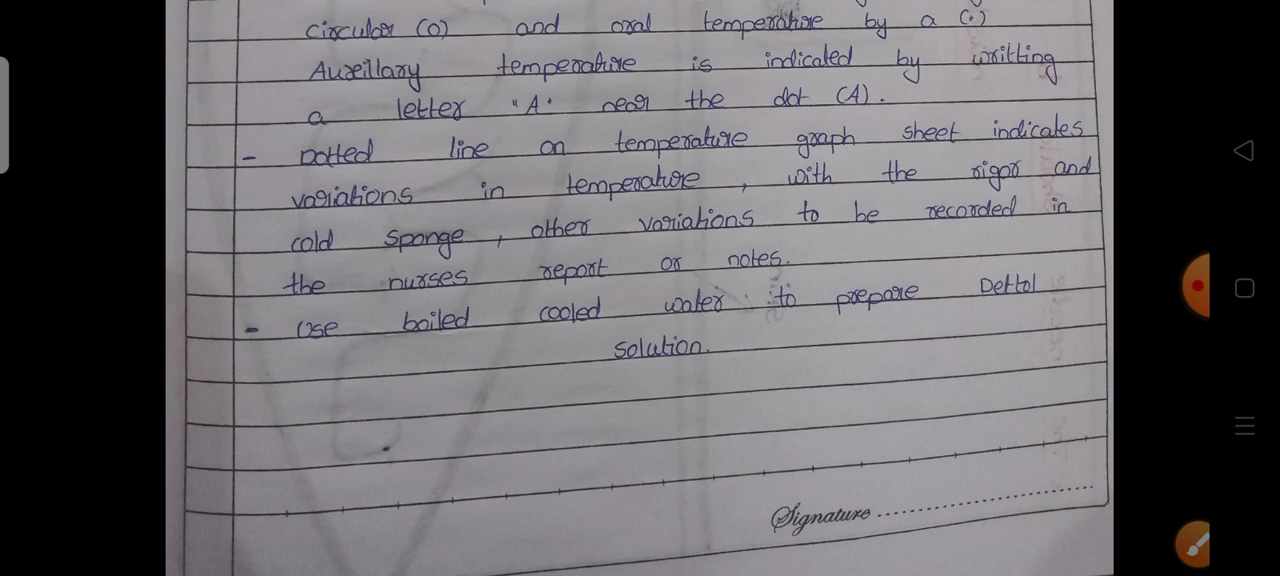 circular (O) and oral temperature by a (.)
Auxeillary temperature is indicated by writting
a letter "A" near the dot (A).
- Dotted line on temperature graph sheet indicates
variations in temperature, with the rigor and
cold sponge, other variations to be recorded in
the nurses report or notes.
- Use boiled cooled water to prepare Dettol
solution.
Signature